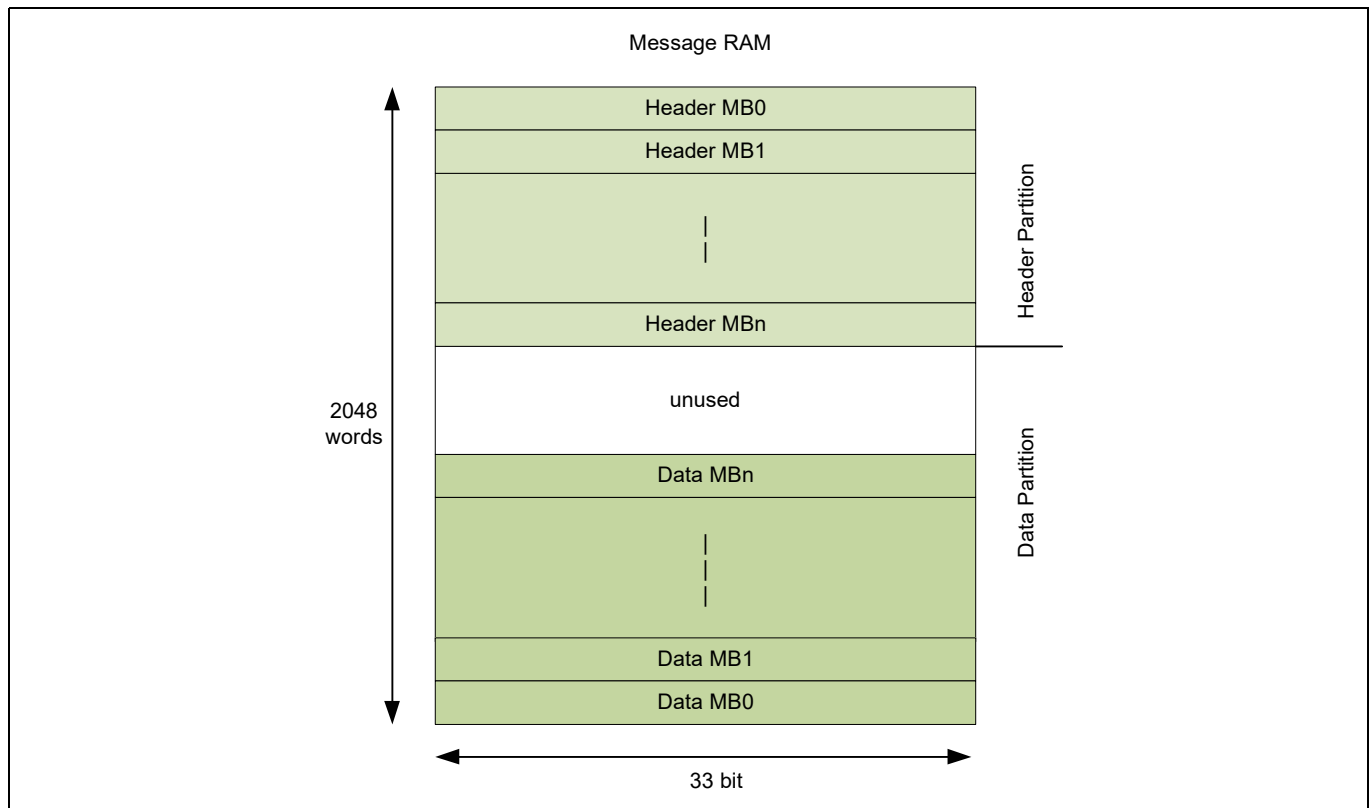 Message RAM
Header MB0
Header MB1
Header MBn
Header Partition
2048
words
unused
Data MBn
Data Partition
Data MB1
Data MB0
33 bit